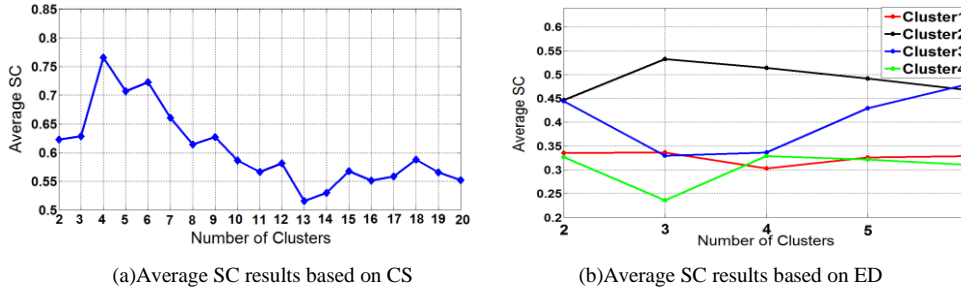 0.85
0.8
0.75
0.7
0.65
0.6
0.55
0.5
Average SC
2 3 4 5 6 7 8 9 10 11 12 13 14 15 16 17 18 19 20
Number of Clusters
(a)Average SC results based on CS
0.6
0.55
0.5
0.45
0.4
0.35
0.3
0.25
0.2
Average SC
2 3 4 5
Number of Clusters
Cluster1
Cluster2
Cluster3
Cluster4
(b)Average SC results based on ED